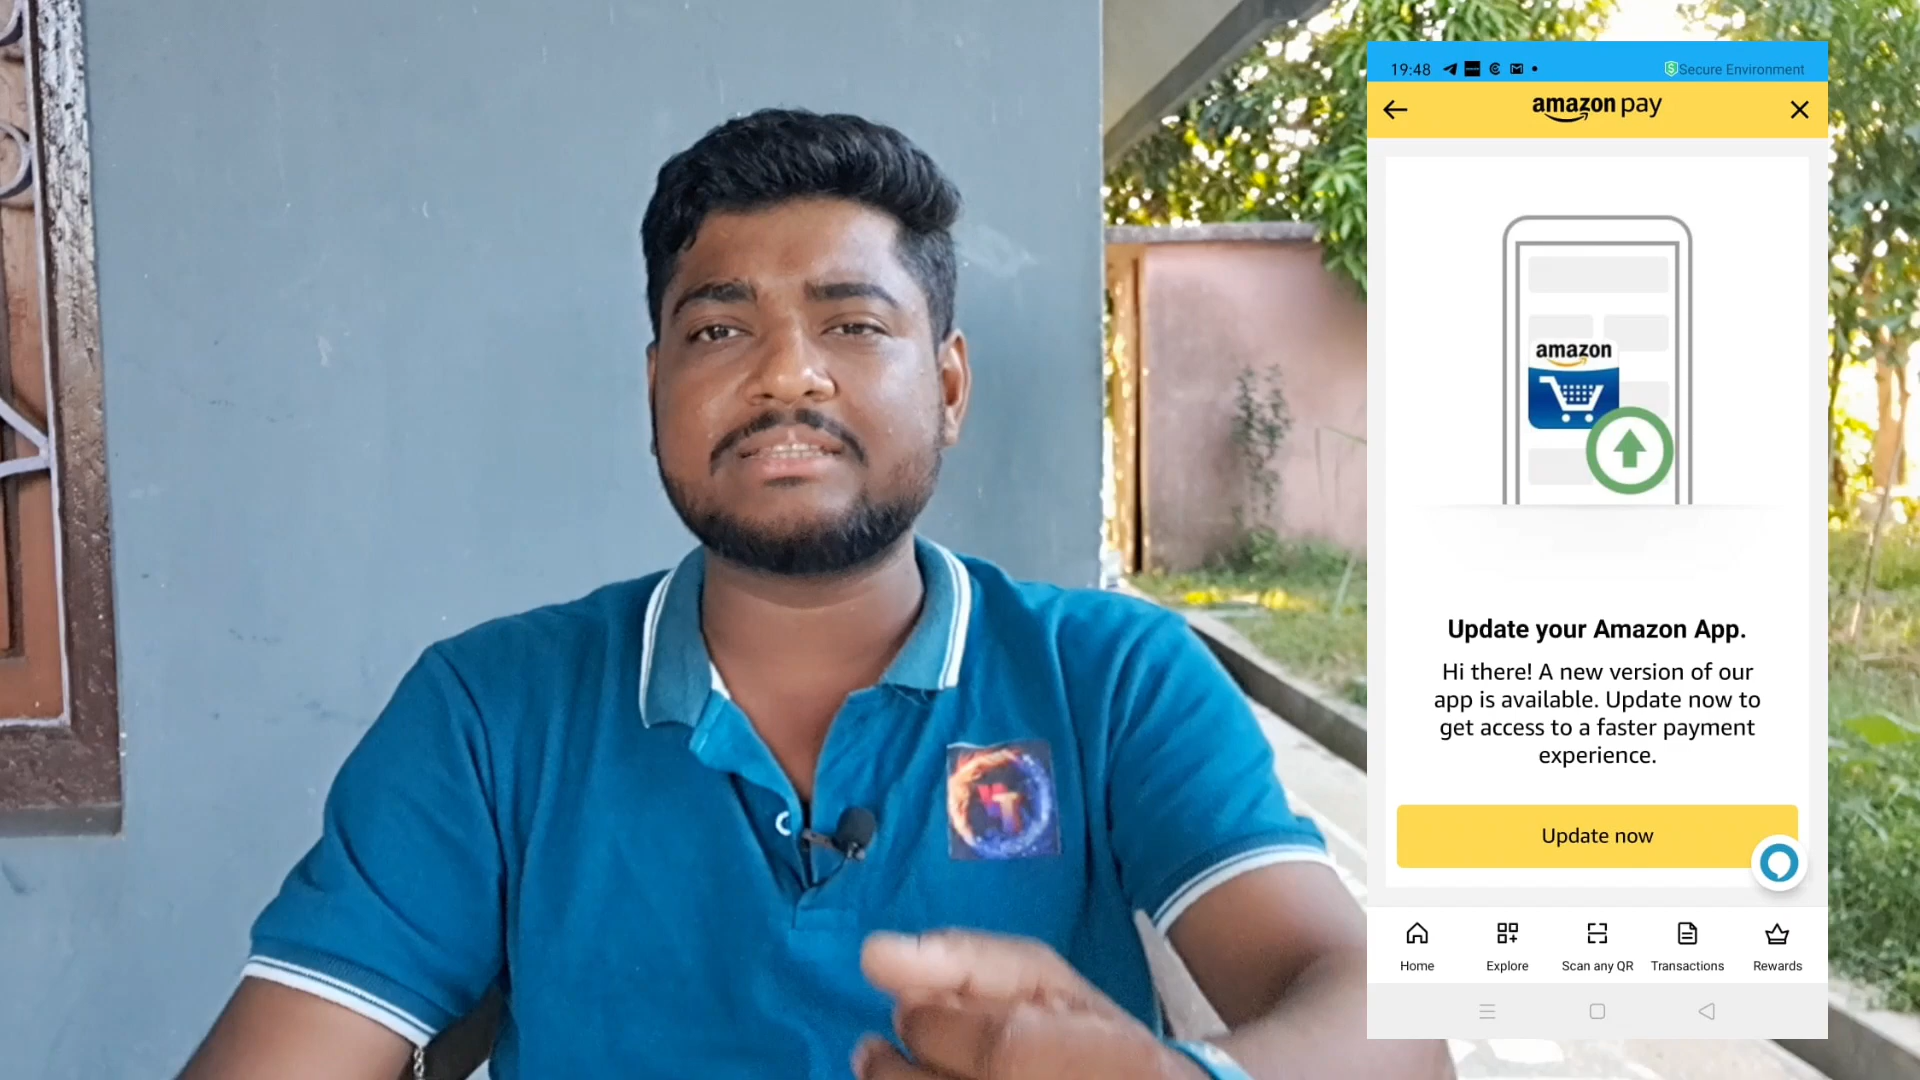 19:48
Secure Environment
amazon pay
amazon
Update your Amazon App.
Hi there! A new version of our
app is available. Update now to
get access to a faster payment
experience.
Update now
Home
Explore
Scan any QR
Transactions
Rewards
T